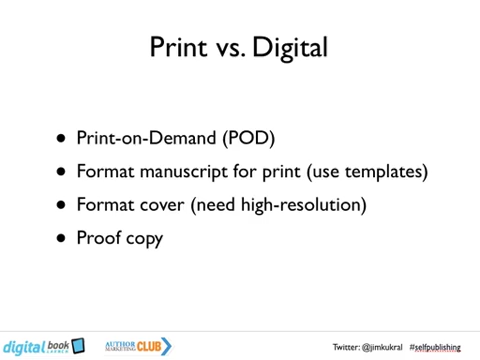 Print vs. Digital
● Print-on-Demand (POD)
● Format manuscript for print (use templates)
● Format cover (need high-resolution)
● Proof copy
digital book LAUNCH
AUTHOR MARKETING CLUB
Twitter: @jimkukral #selfpublishing